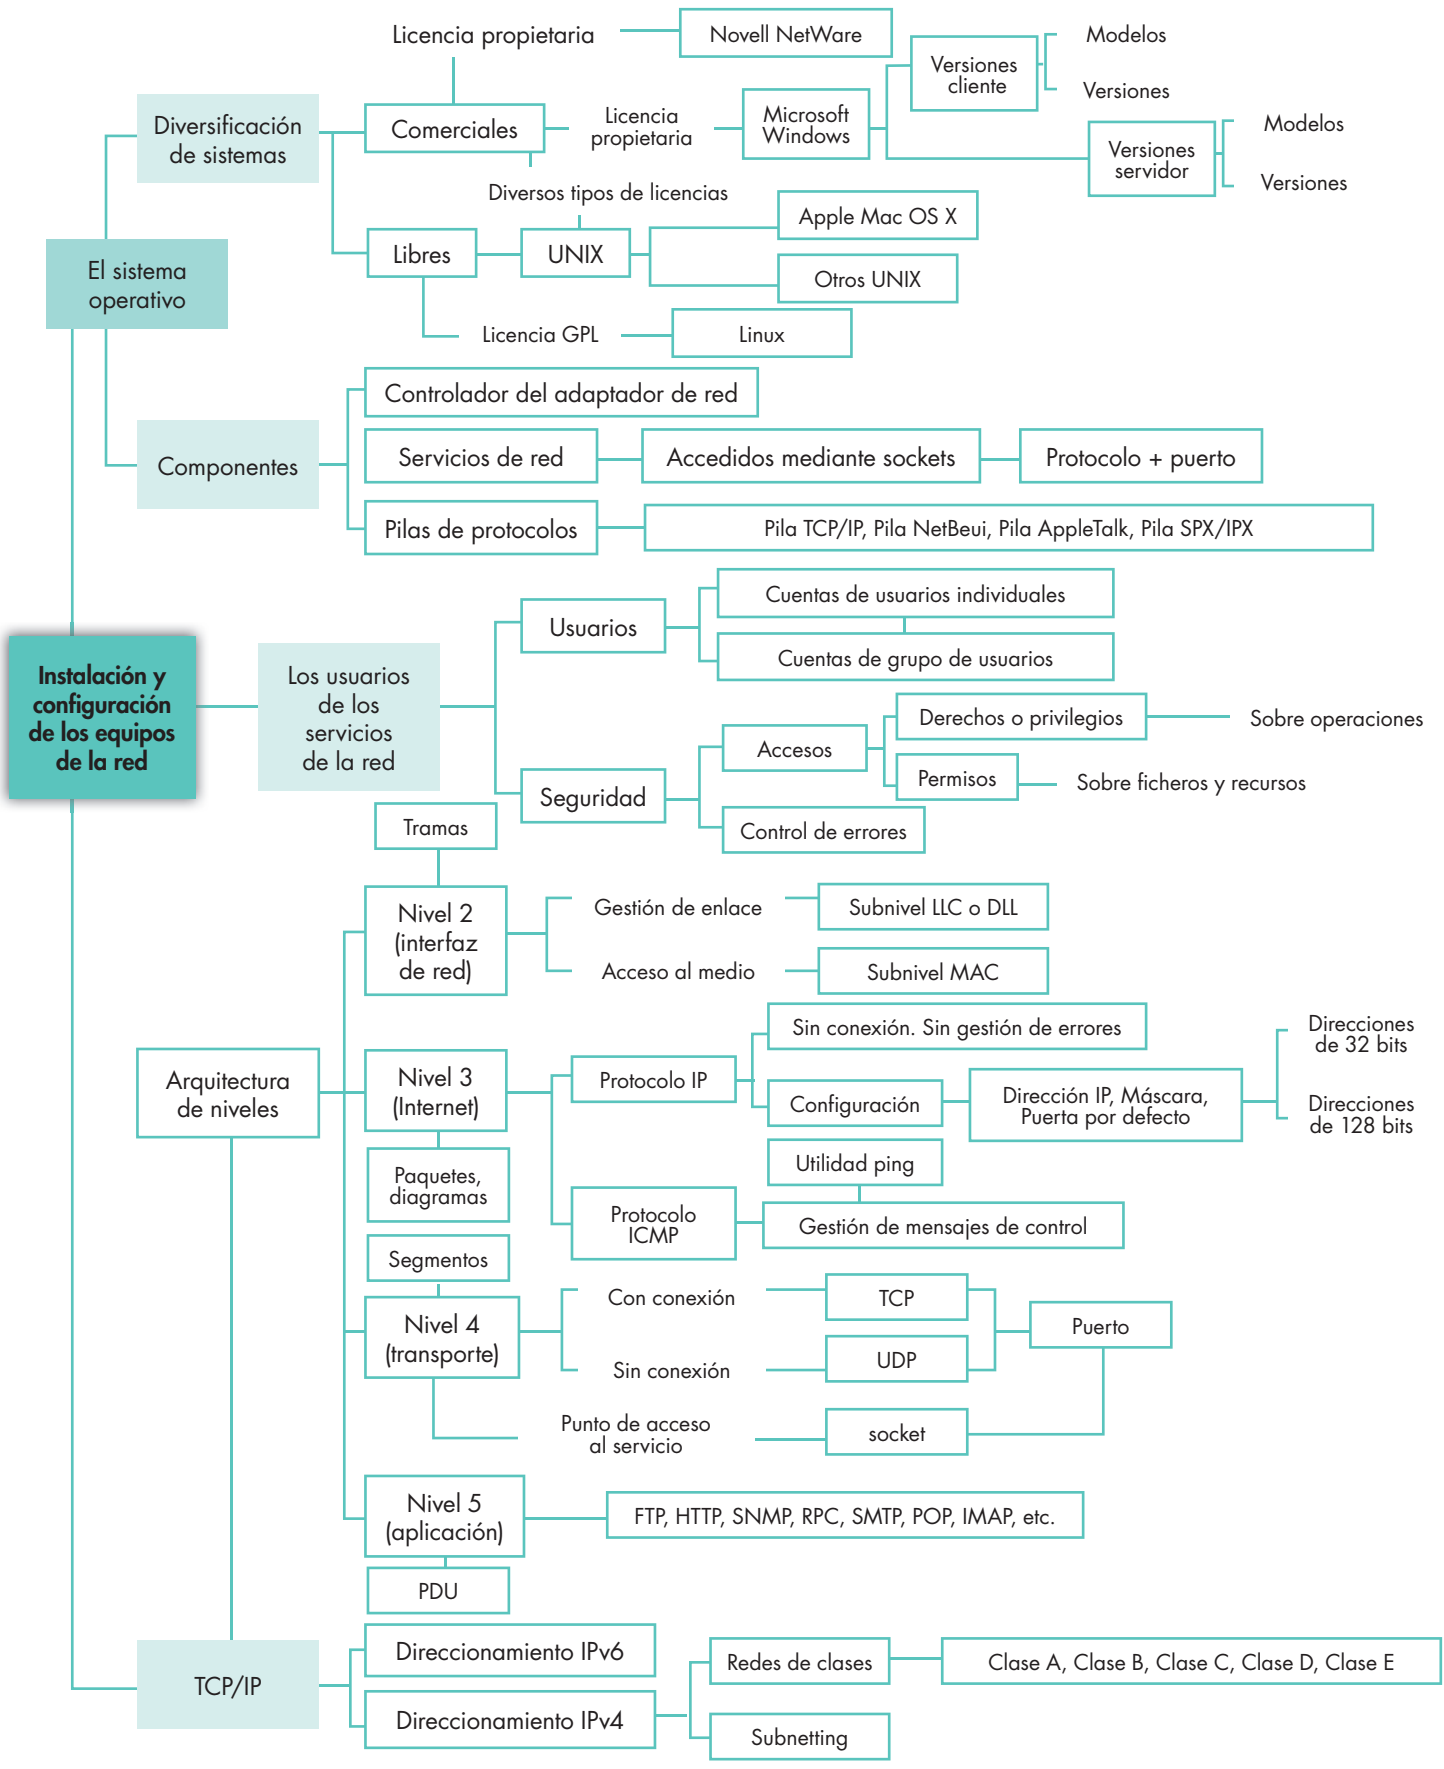 Licencia propietaria
Novell NetWare
Versiones
cliente
Modelos
Versiones
Diversificación
de sistemas
Comerciales
Licencia
propietaria
Microsoft
Windows
Versiones
servidor
Modelos
Versiones
Diversos tipos de licencias
Libres
UNIX
Apple Mac OS X
Otros UNIX
Licencia GPL
Linux
El sistema
operativo
Componentes
Controlador del adaptador de red
Servicios de red
Accedidos mediante sockets
Protocolo + puerto
Pilas de protocolos
Pila TCP/IP, Pila NetBeui, Pila AppleTalk, Pila SPX/IPX
Instalación y
configuración
de los equipos
de la red
Los usuarios
de los
servicios
de la red
Usuarios
Cuentas de usuarios individuales
Cuentas de grupo de usuarios
Seguridad
Accesos
Derechos o privilegios
Sobre operaciones
Permisos
Sobre ficheros y recursos
Control de errores
Tramas
Nivel 2
(interfaz
de red)
Gestión de enlace
Subnivel LLC o DLL
Acceso al medio
Subnivel MAC
Arquitectura
de niveles
Nivel 3
(Internet)
Protocolo IP
Sin conexión. Sin gestión de errores
Configuración
Dirección IP, Máscara,
Puerta por defecto
Direcciones
de 32 bits
Direcciones
de 128 bits
Paquetes,
diagramas
Utilidad ping
Protocolo
ICMP
Gestión de mensajes de control
Segmentos
Nivel 4
(transporte)
Con conexión
TCP
Sin conexión
UDP
Puerto
Punto de acceso
al servicio
socket
Nivel 5
(aplicación)
FTP, HTTP, SNMP, RPC, SMTP, POP, IMAP, etc.
PDU
TCP/IP
Direccionamiento IPv6
Direccionamiento IPv4
Redes de clases
Clase A, Clase B, Clase C, Clase D, Clase E
Subnetting